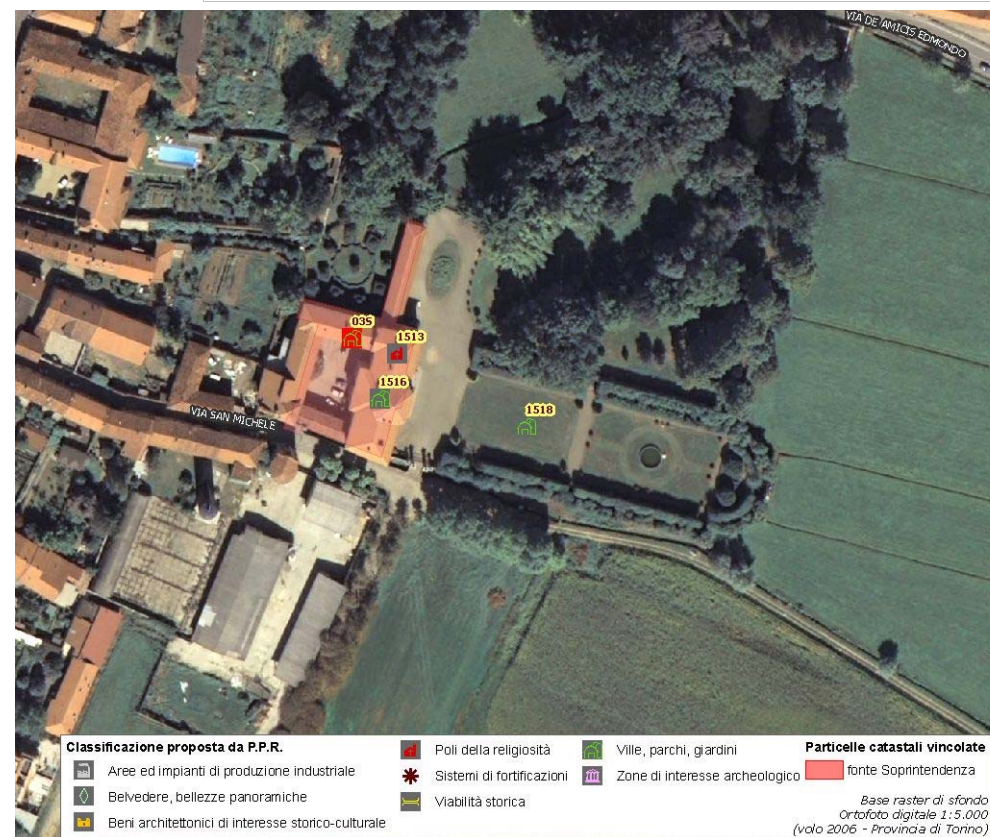 VIA DE AMICIS EDMONDO
03S
1513
1516
1518
VIA SAN MICHELE
Classificazione proposta da P.P.R.
Aree ed impianti di produzione industriale
Belvedere, bellezze panoramiche
Beni architettonici di interesse storico-culturale
Poli della religiosità
Sistemi di fortificazioni
Viabilità storica
Ville, parchi, giardini
Zone di interesse archeologico
Particelle catastali vincolate
fonte Soprintendenza
Base raster di sfondo
Ortofoto digitale 1:5.000
(volo 2006 - Provincia di Torino)